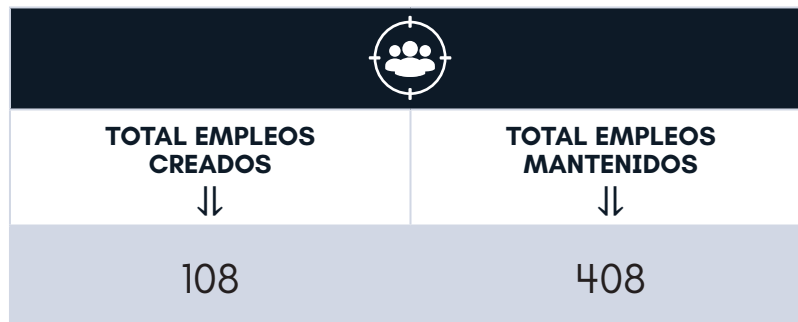 TOTAL EMPLEOS
CREADOS
TOTAL EMPLEOS
MANTENIDOS
108
408